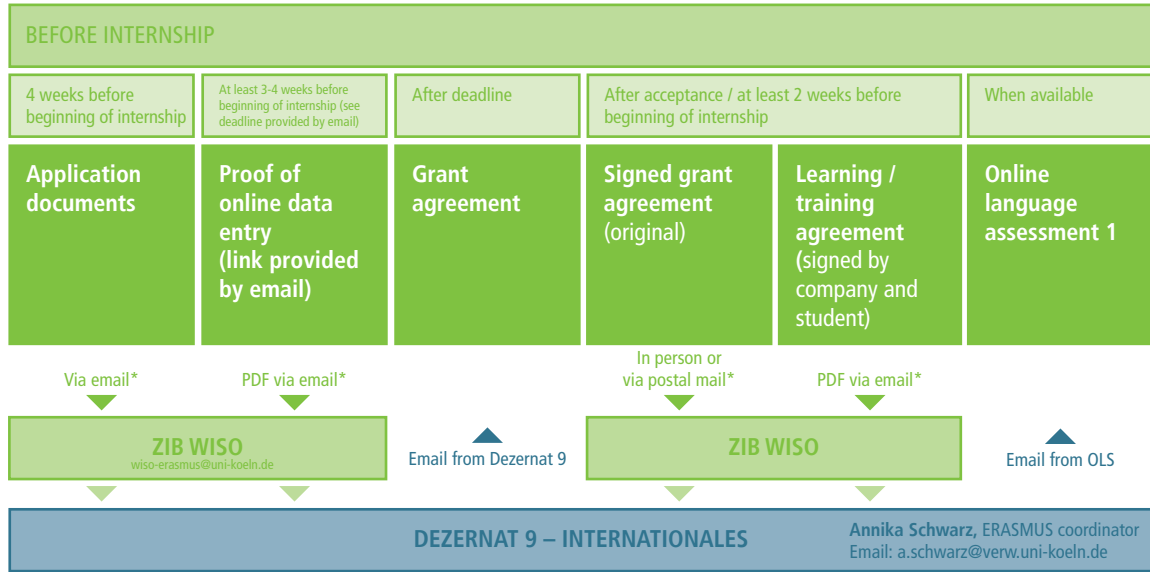 BEFORE INTERNSHIP
4 weeks before
beginning of internship
At least 3-4 weeks before
beginning of internship (see
deadline provided by email)
After deadline
After acceptance / at least 2 weeks before
beginning of internship
When available
Application
documents
Proof of
online data
entry
(link provided
by email)
Grant
agreement
Signed grant
agreement
(original)
Learning /
training
agreement
(signed by
company and
student)
Online
language
assessment 1
Via email*
PDF via email*
In person or
via postal mail*
PDF via email*
ZIB WISO
wiso-erasmus@uni-koeln.de
Email from Dezernat 9
ZIB WISO
Email from OLS
DEZERNAT 9 – INTERNATIONALES
Annika Schwarz, ERASMUS coordinator
Email: a.schwarz@verw.uni-koeln.de